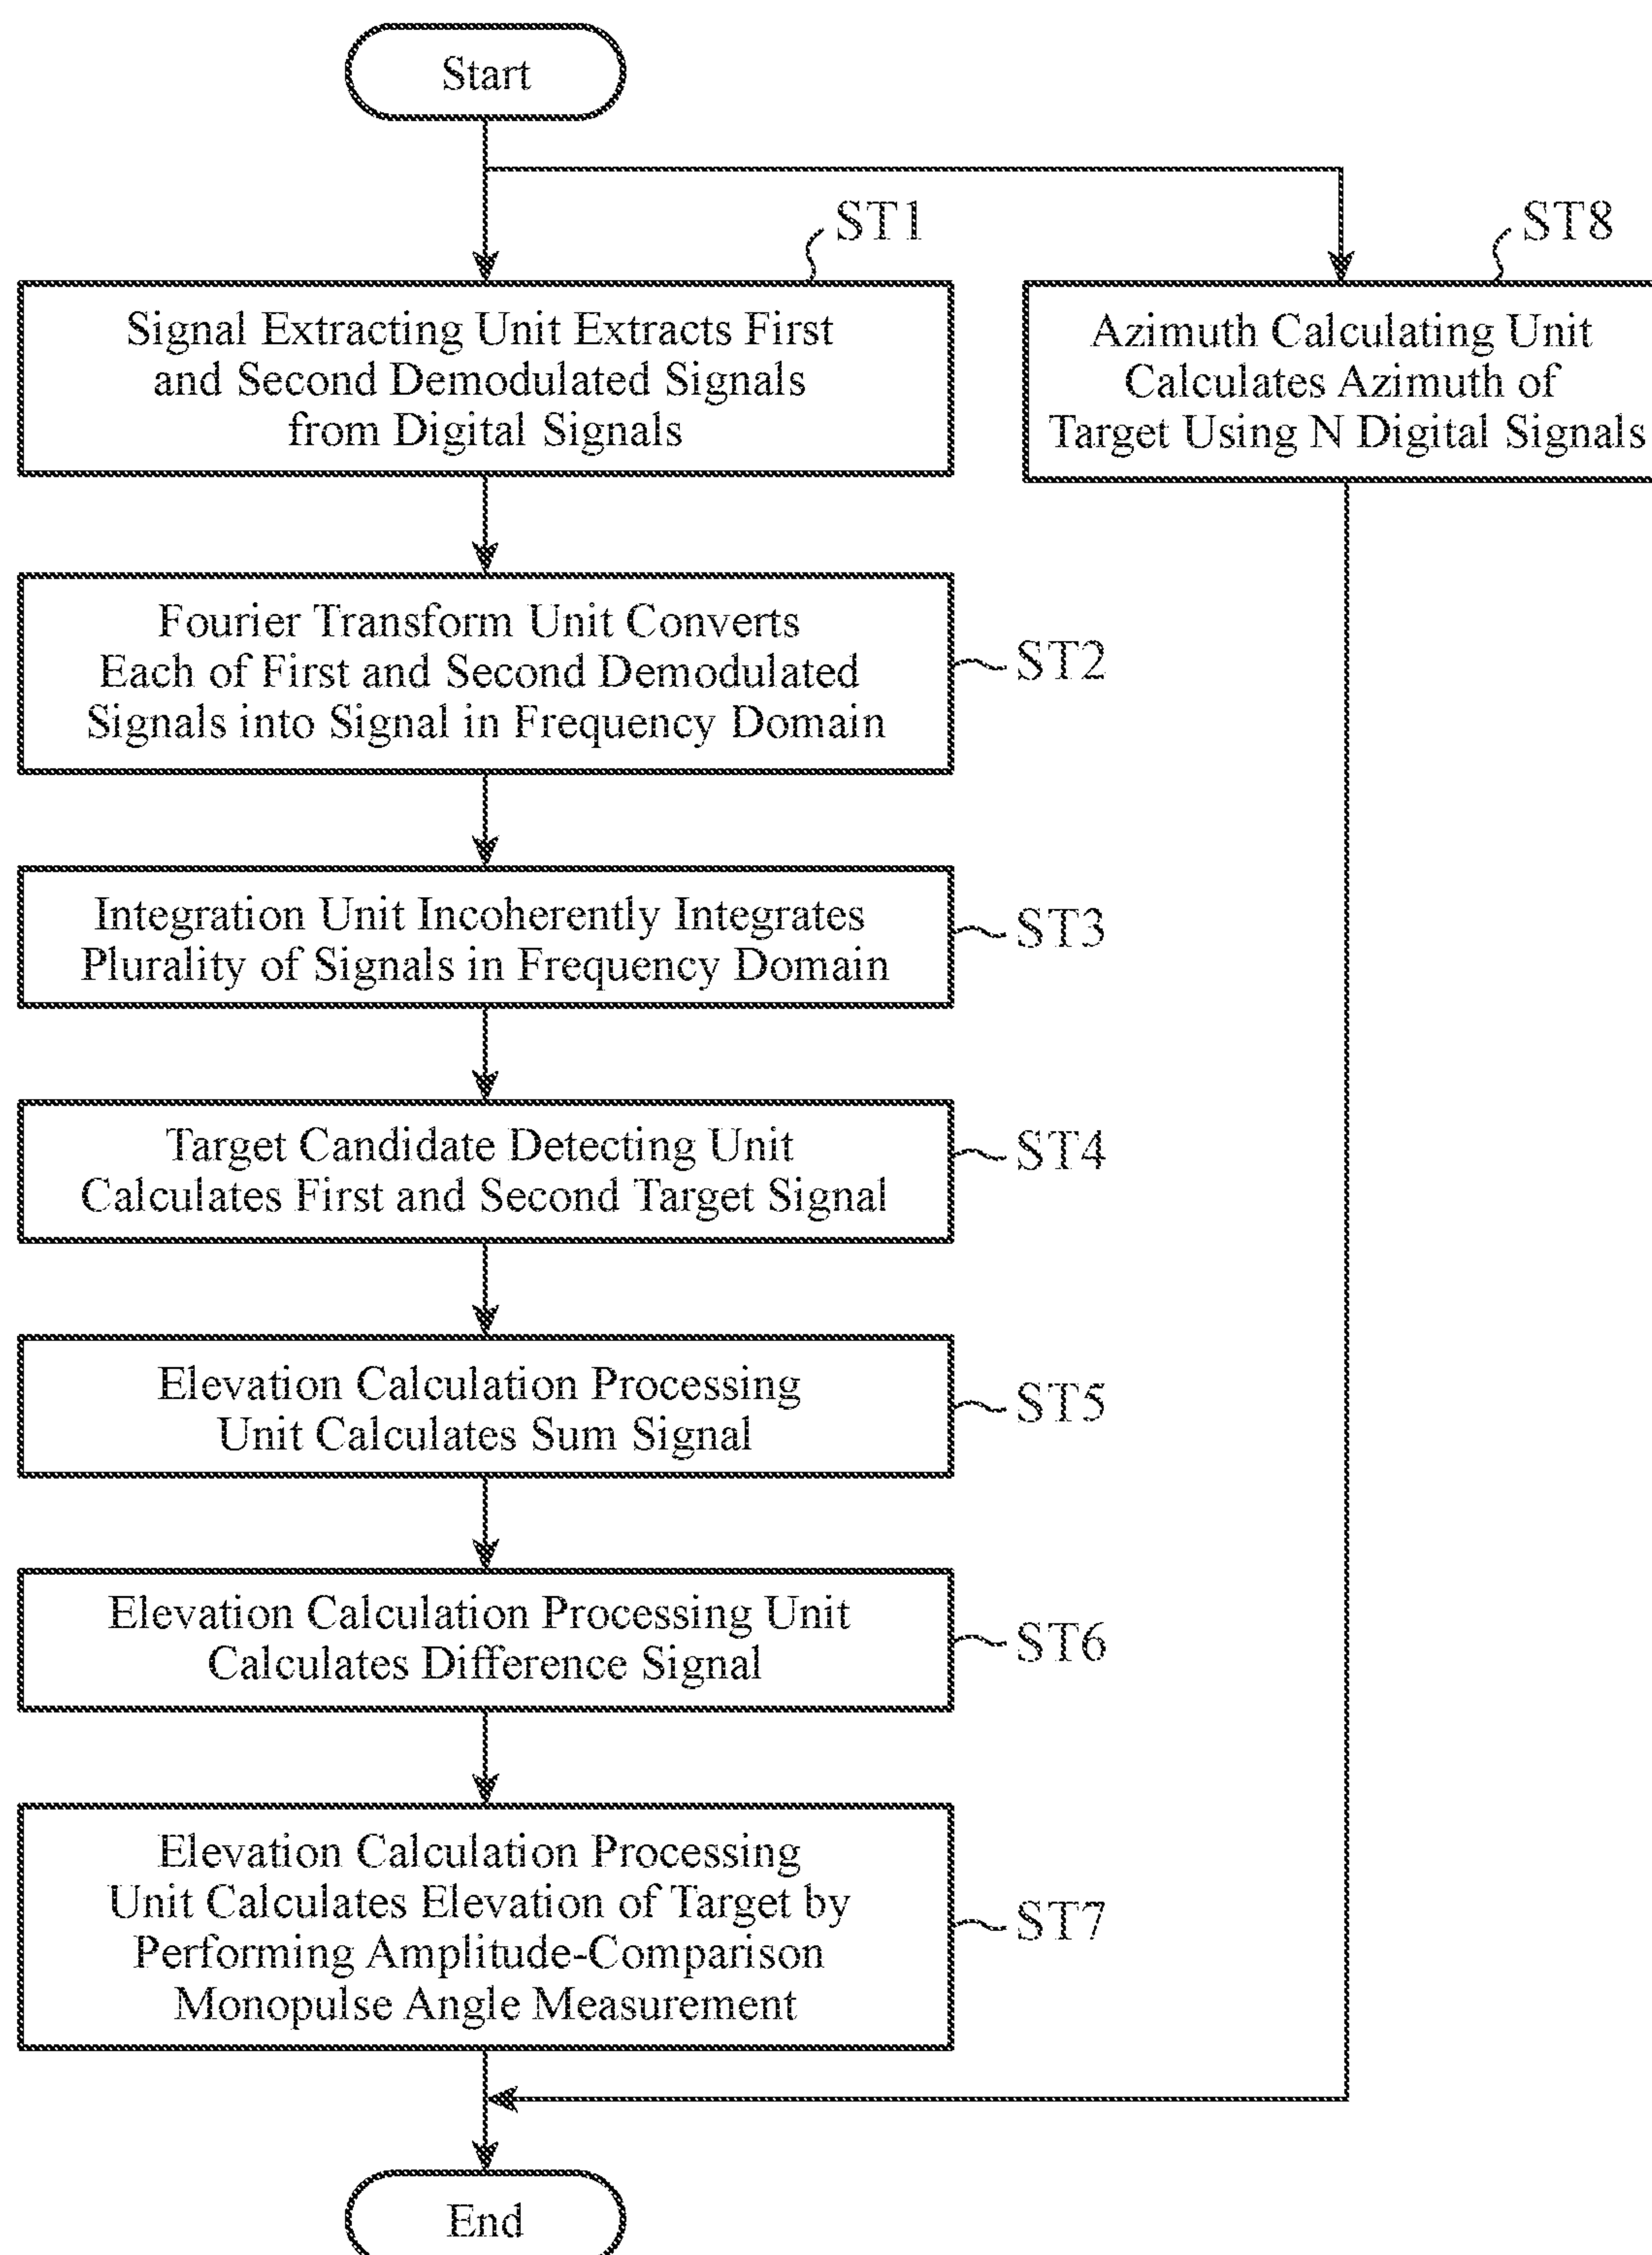 Start
ST1
Signal Extracting Unit Extracts First
and Second Demodulated Signals
from Digital Signals
ST8
Azimuth Calculating Unit
Calculates Azimuth of
Target Using N Digital Signals
Fourier Transform Unit Converts
Each of First and Second Demodulated
Signals into Signal in Frequency Domain
ST2
Integration Unit Incoherently Integrates
Plurality of Signals in Frequency Domain
ST3
Target Candidate Detecting Unit
Calculates First and Second Target Signal
ST4
Elevation Calculation Processing
Unit Calculates Sum Signal
ST5
Elevation Calculation Processing Unit
Calculates Difference Signal
ST6
Elevation Calculation Processing
Unit Calculates Elevation of Target by
Performing Amplitude-Comparison
Monopulse Angle Measurement
ST7
End